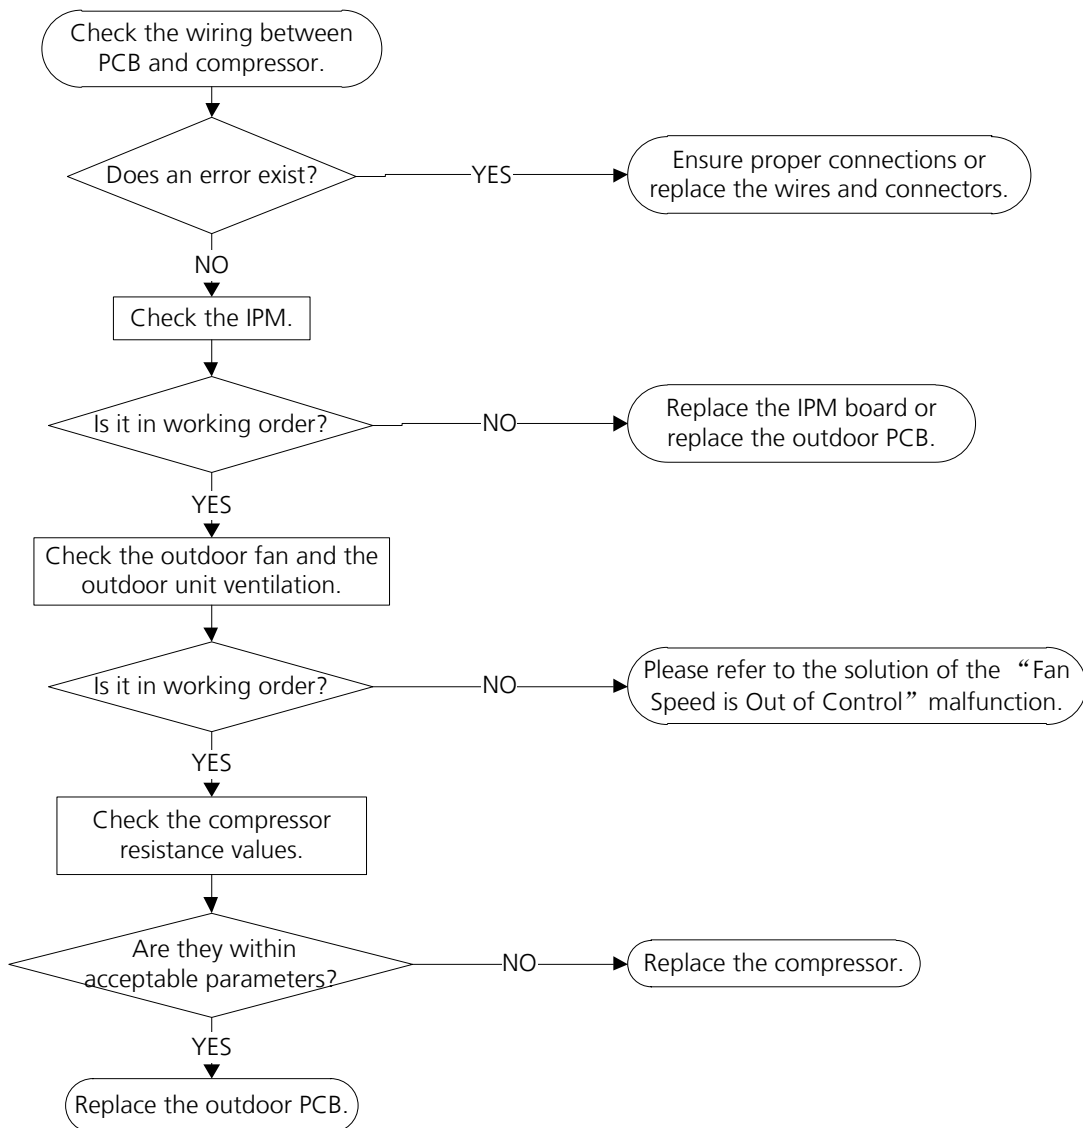 Check the wiring between
PCB and compressor.
Does an error exist?
YES
Ensure proper connections or
replace the wires and connectors.
NO
Check the IPM.
Is it in working order?
NO
Replace the IPM board or
replace the outdoor PCB.
YES
Check the outdoor fan and the
outdoor unit ventilation.
Is it in working order?
NO
Please refer to the solution of the “Fan
Speed is Out of Control” malfunction.
YES
Check the compressor
resistance values.
Are they within
acceptable parameters?
NO
Replace the compressor.
YES
Replace the outdoor PCB.